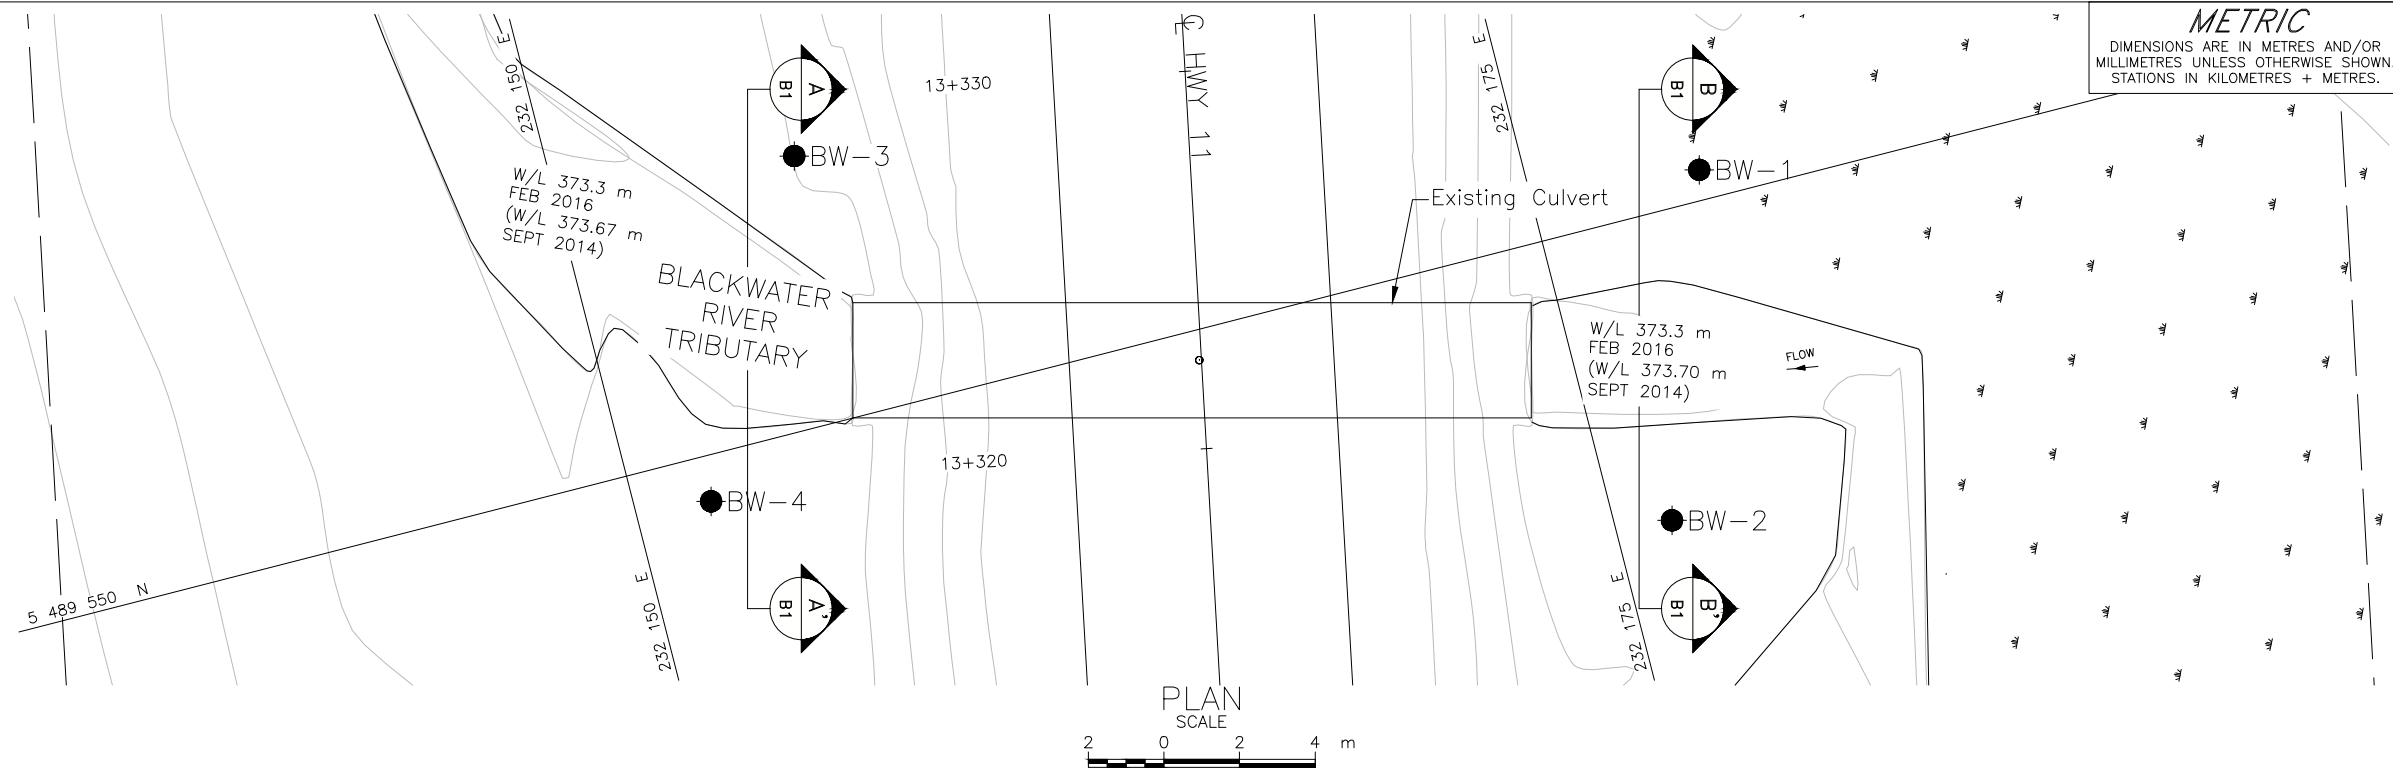 METRIC
DIMENSIONS ARE IN METRES AND/OR
MILLIMETRES UNLESS OTHERWISE SHOWN.
STATIONS IN KILOMETRES + METRES.
232 150 E
A
B1
13+330
℄ HWY 11
232 175 E
B
B1
BW-3
BW-1
W/L 373.3 m
FEB 2016
(W/L 373.67 m
SEPT 2014)
Existing Culvert
BLACKWATER
RIVER
TRIBUTARY
W/L 373.3 m
FEB 2016
(W/L 373.70 m
SEPT 2014)
FLOW
13+320
BW-4
BW-2
5 489 550 N
232 150 E
A'
B1
232 175 E
B'
B1
PLAN
SCALE
2 0 2 4 m